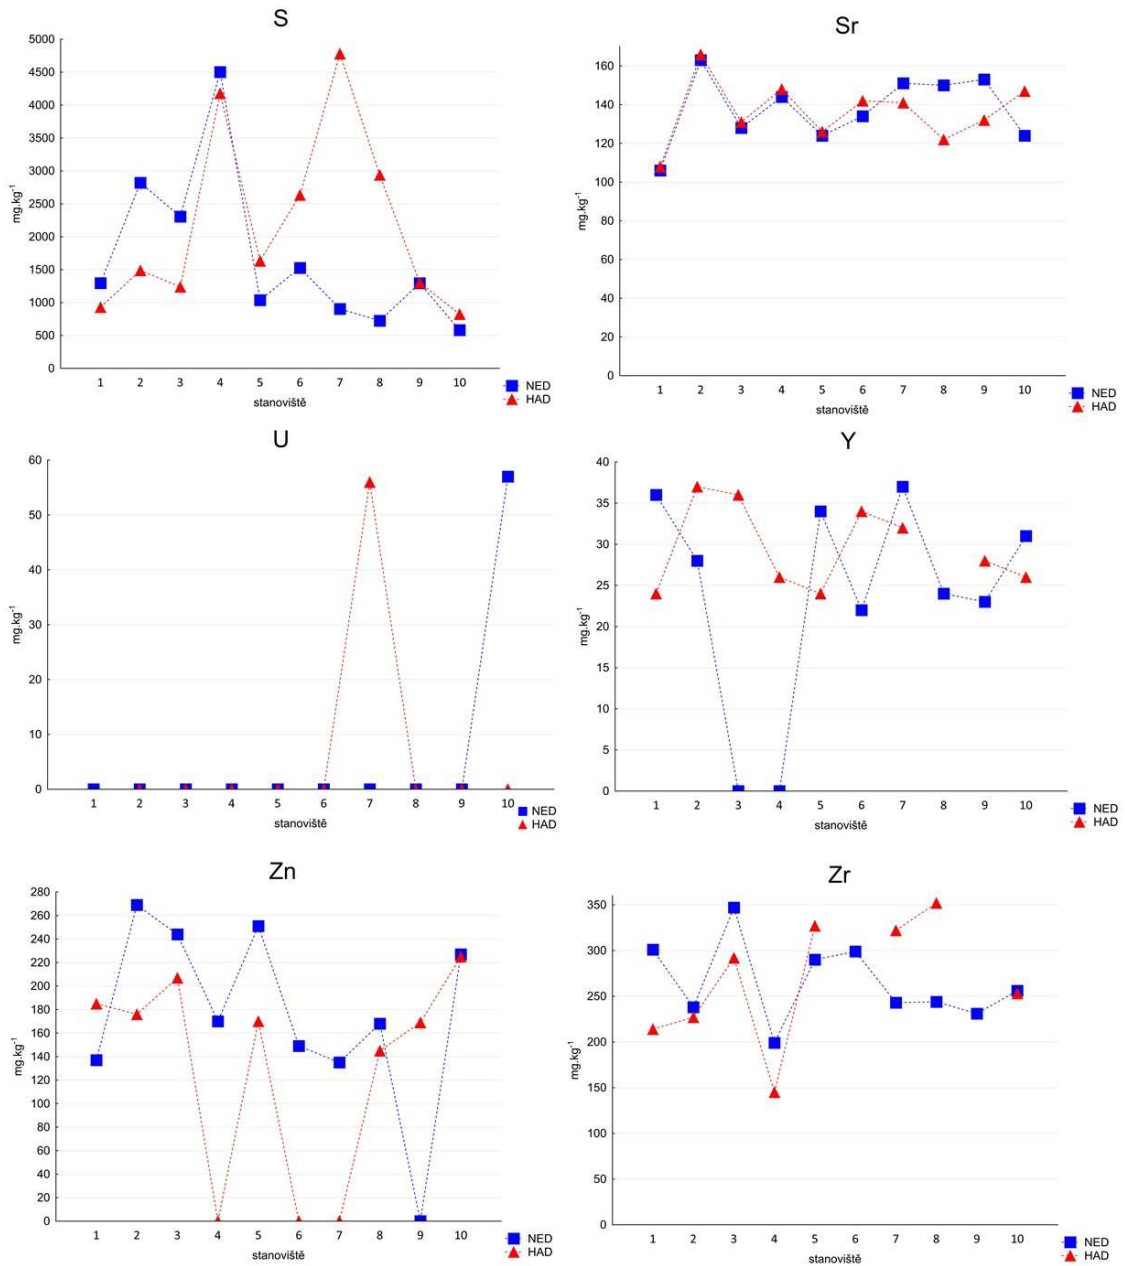 S
5000
4500
4000
3500
3000
2500
2000
1500
1000
500
0
mg.kg-1
1 2 3 4 5 6 7 8 9 10
stanoviště
NED
HAD
Sr
160
140
120
100
80
60
40
20
0
mg.kg-1
1 2 3 4 5 6 7 8 9 10
stanoviště
NED
HAD
U
60
50
40
30
20
10
0
mg.kg-1
1 2 3 4 5 6 7 8 9 10
stanoviště
NED
HAD
Y
40
35
30
25
20
15
10
5
0
mg.kg-1
1 2 3 4 5 6 7 8 9 10
stanoviště
NED
HAD
Zn
280
260
240
220
200
180
160
140
120
100
80
60
40
20
0
mg.kg-1
1 2 3 4 5 6 7 8 9 10
stanoviště
NED
HAD
Zr
350
300
250
200
150
100
50
0
mg.kg-1
1 2 3 4 5 6 7 8 9 10
stanoviště
NED
HAD